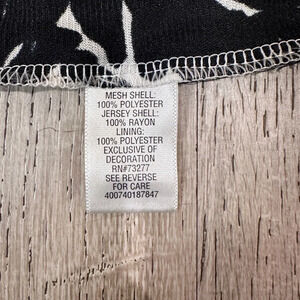 MESH SHELL:
100% POLYESTER
JERSEY SHELL:
100% RAYON
LINING:
100% POLYESTER
EXCLUSIVE OF
DECORATION
RN#73277
SEE REVERSE
FOR CARE
400740187847